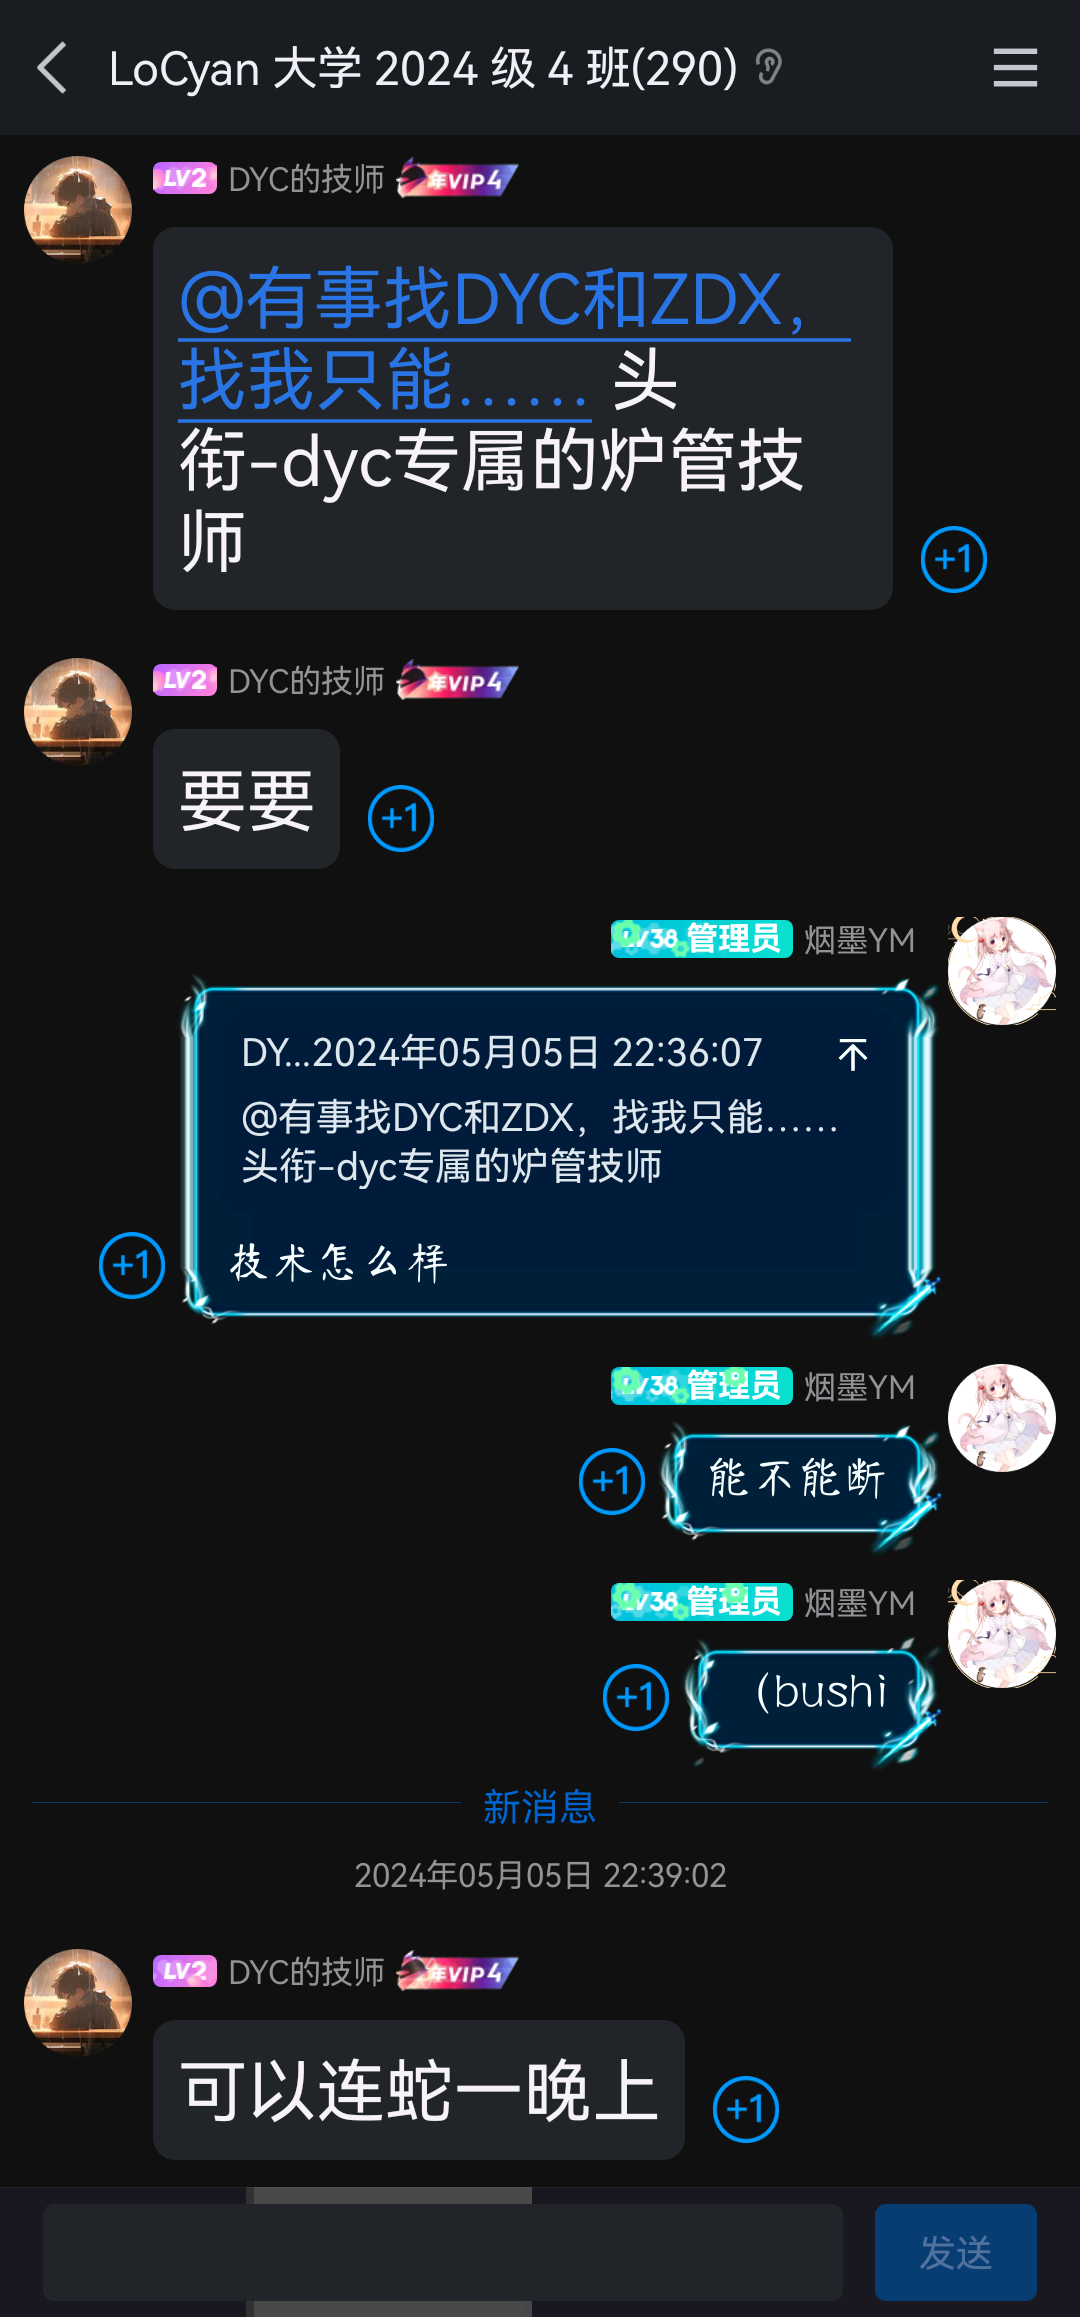 LoCyan 大学 2024 级 4 班(290)
LV2 DYC的技师 年VIP4
@有事找DYC和ZDX，
找我只能…… 头
衔-dyc专属的炉管技
师
+1
LV2 DYC的技师 年VIP4
要要
+1
LV38 管理员 烟墨YM
DY...2024年05月05日 22:36:07
@有事找DYC和ZDX，找我只能……
头衔-dyc专属的炉管技师
技术怎么样
+1
LV38 管理员 烟墨YM
能不能断
+1
LV38 管理员 烟墨YM
（bushi
+1
新消息
2024年05月05日 22:39:02
LV2 DYC的技师 年VIP4
可以连蛇一晚上
+1
发送